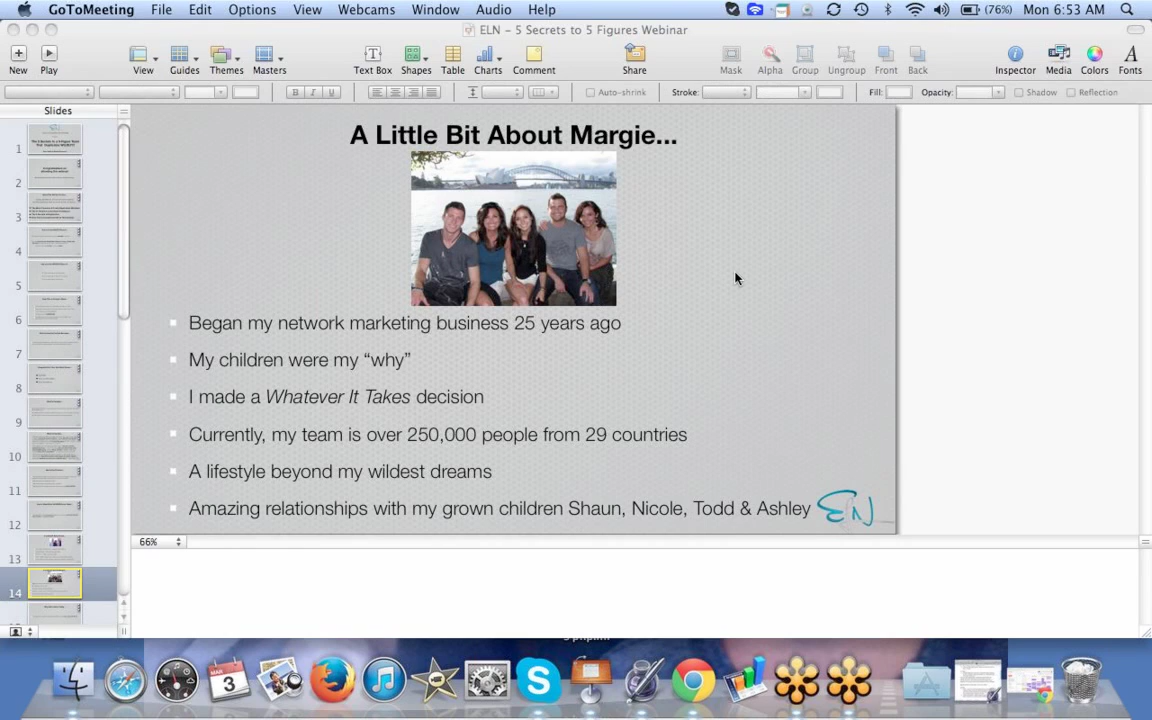 GoToMeeting File Edit Options View Webcams Window Audio Help (76%) Mon 6:53 AM
ELN – 5 Secrets to 5 Figures Webinar
New Play View Guides Themes Masters Text Box Shapes Table Charts Comment Share Mask Alpha Group Ungroup Front Back Inspector Media Colors Fonts
B I U Auto-shrink Stroke: Fill: Opacity: Shadow Reflection
Slides
1
2
3
4
5
6
7
8
9
10
11
12
13
14
A Little Bit About Margie...
Began my network marketing business 25 years ago
My children were my “why”
I made a Whatever It Takes decision
Currently, my team is over 250,000 people from 29 countries
A lifestyle beyond my wildest dreams
Amazing relationships with my grown children Shaun, Nicole, Todd & Ashley
ELN
66%
MAR
3